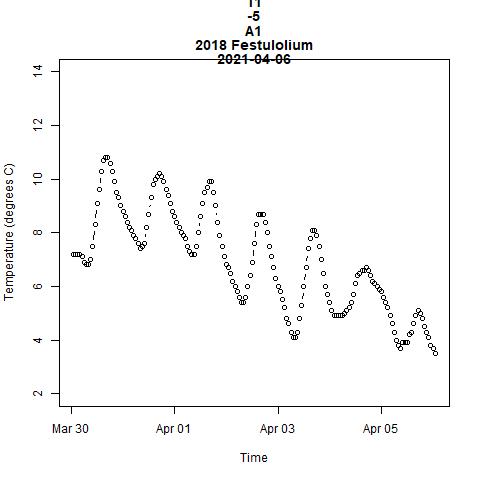 T1
-5
A1
2018 Festulolium
2021-04-06
14
12
10
8
6
4
2
Temperature (degrees C)
Mar 30
Apr 01
Apr 03
Apr 05
Time